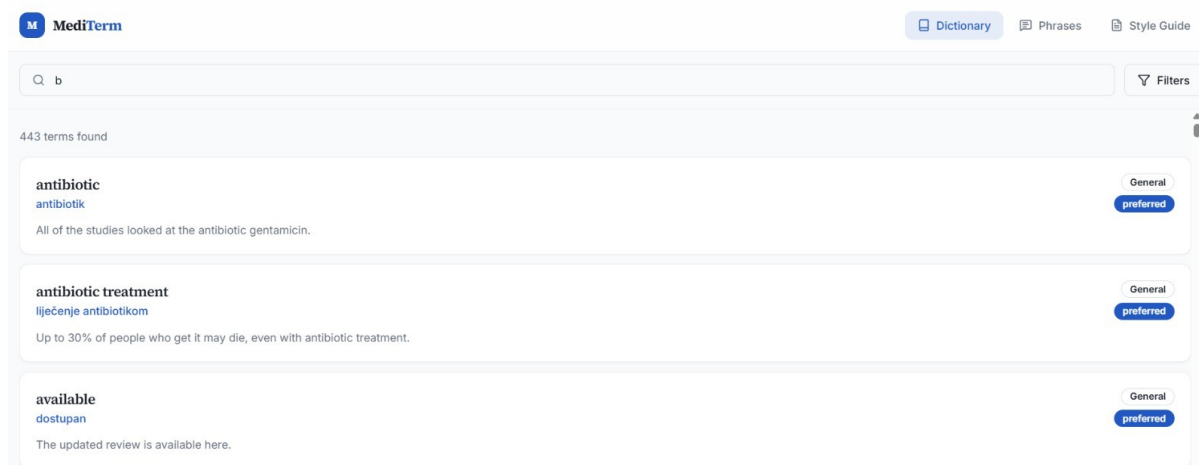 M MediTerm Dictionary Phrases Style Guide
b Filters
443 terms found
antibiotic General
antibiotik preferred
All of the studies looked at the antibiotic gentamicin.
antibiotic treatment General
liječenje antibiotikom preferred
Up to 30% of people who get it may die, even with antibiotic treatment.
available General
dostupan preferred
The updated review is available here.